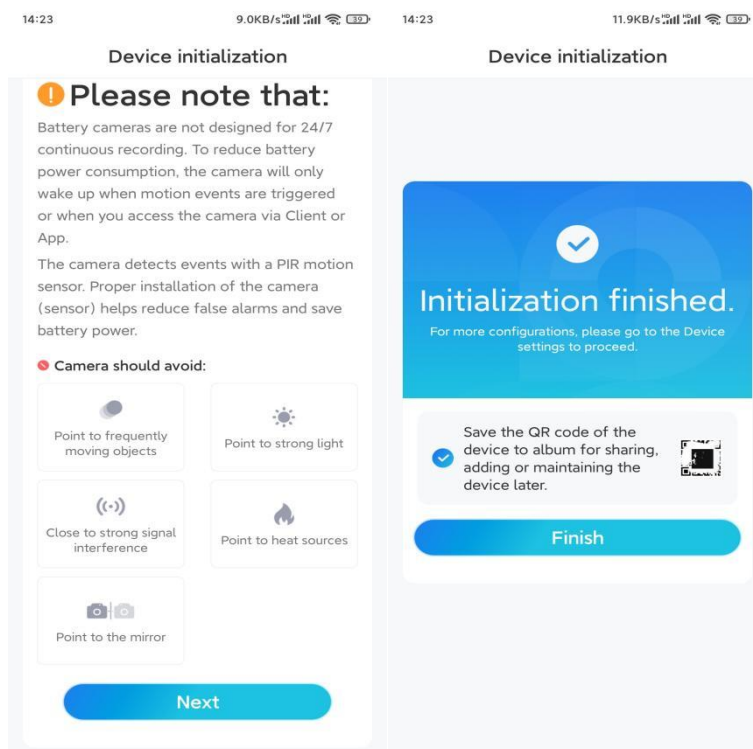 14:23
9.0KB/s
HD
HD
39
Device initialization
Please note that:
Battery cameras are not designed for 24/7
continuous recording. To reduce battery
power consumption, the camera will only
wake up when motion events are triggered
or when you access the camera via Client or
App.
The camera detects events with a PIR motion
sensor. Proper installation of the camera
(sensor) helps reduce false alarms and save
battery power.
Camera should avoid:
Point to frequently
moving objects
Point to strong light
Close to strong signal
interference
Point to heat sources
Point to the mirror
Next
14:23
11.9KB/s
HD
HD
39
Device initialization
Initialization finished.
For more configurations, please go to the Device
settings to proceed.
Save the QR code of the
device to album for sharing,
adding or maintaining the
device later.
Finish